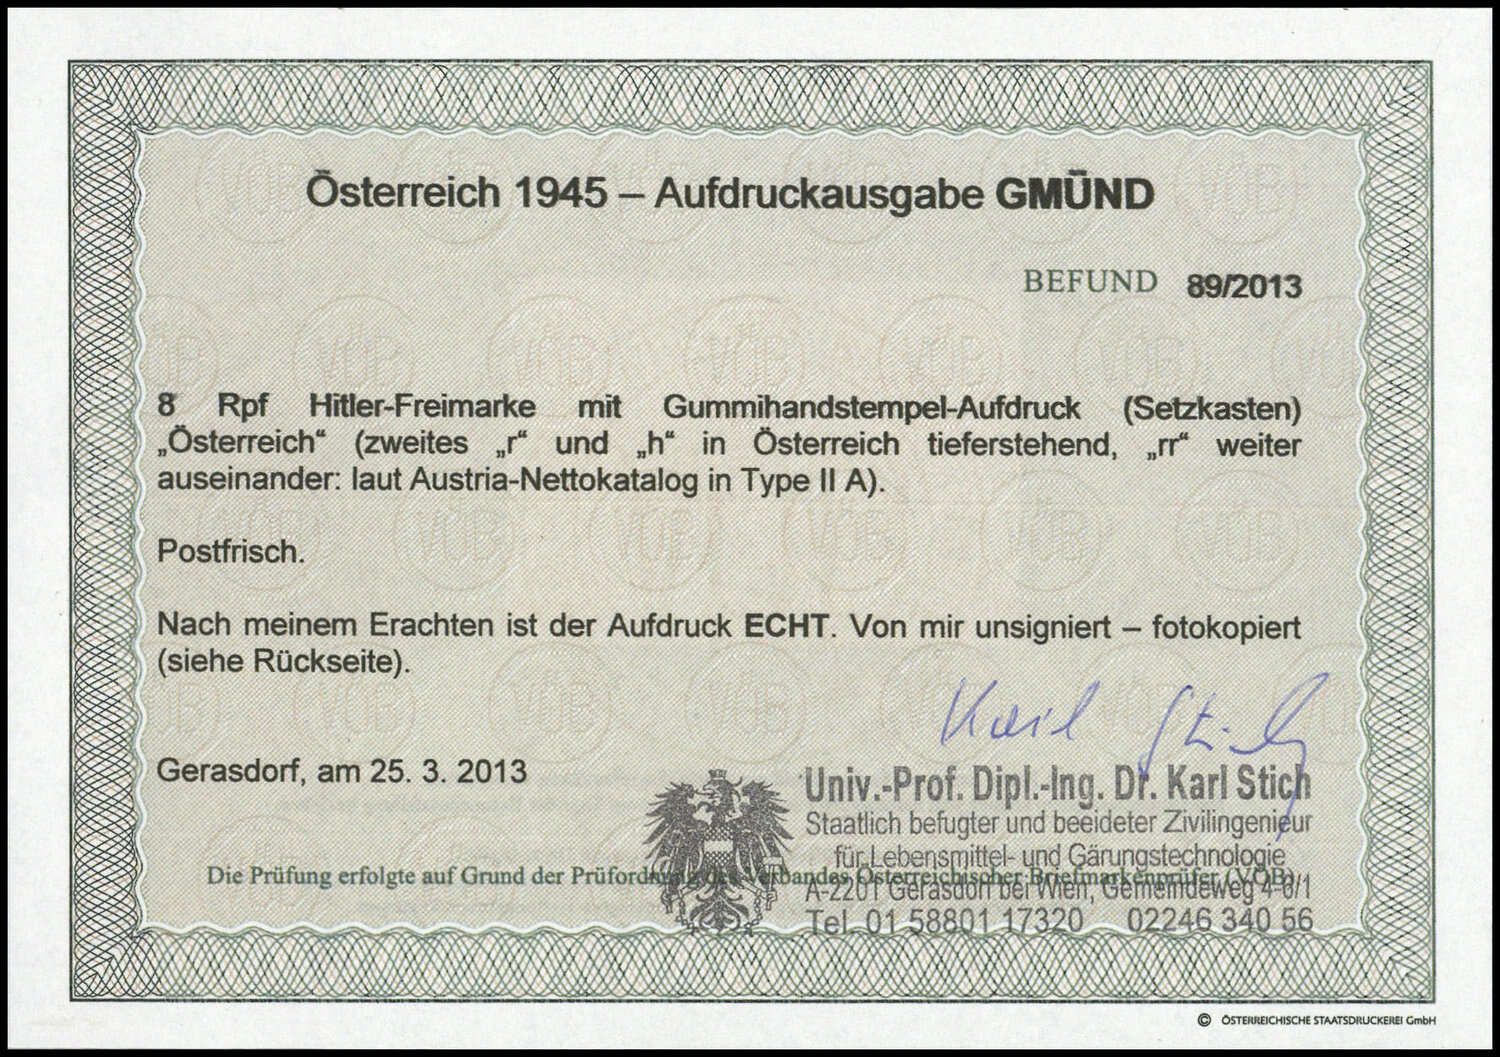 Österreich 1945 – Aufdruckausgabe GMÜND
BEFUND 89/2013
8 Rpf Hitler-Freimarke mit Gummihandstempel-Aufdruck (Setzkasten)
„Österreich“ (zweites „r“ und „h“ in Österreich tieferstehend, „rr“ weiter
auseinander: laut Austria-Nettokatalog in Type II A).
Postfrisch.
Nach meinem Erachten ist der Aufdruck ECHT. Von mir unsigniert – fotokopiert
(siehe Rückseite).
Karl Stich
Gerasdorf, am 25. 3. 2013
Univ.-Prof. Dipl.-Ing. Dr. Karl Stich
Staatlich befugter und beeideter Zivilingenieur
für Lebensmittel- und Gärungstechnologie
Die Prüfung erfolgte auf Grund der Prüfordnung des Verbandes Österreichischer Briefmarkenprüfer (VÖB)
A-2201 Gerasdorf bei Wien, Gemeindeweg 4-6/1
Tel. 01 58801 17320 02246 340 56
© ÖSTERREICHISCHE STAATSDRUCKEREI GmbH